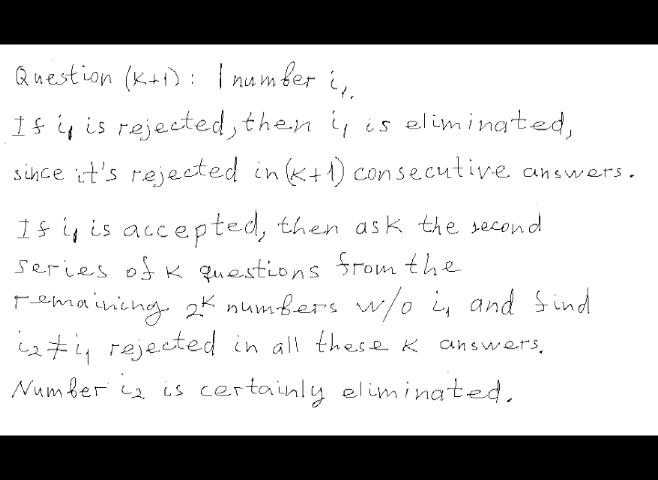 Question (k+1): 1 number i₁.
If i₁ is rejected, then i₁ is eliminated,
since it's rejected in (k+1) consecutive answers.
If i₁ is accepted, then ask the second
series of k questions from the
remaining 2ᵏ numbers w/o i₁ and find
i₂≠i₁ rejected in all these k answers.
Number i₂ is certainly eliminated.